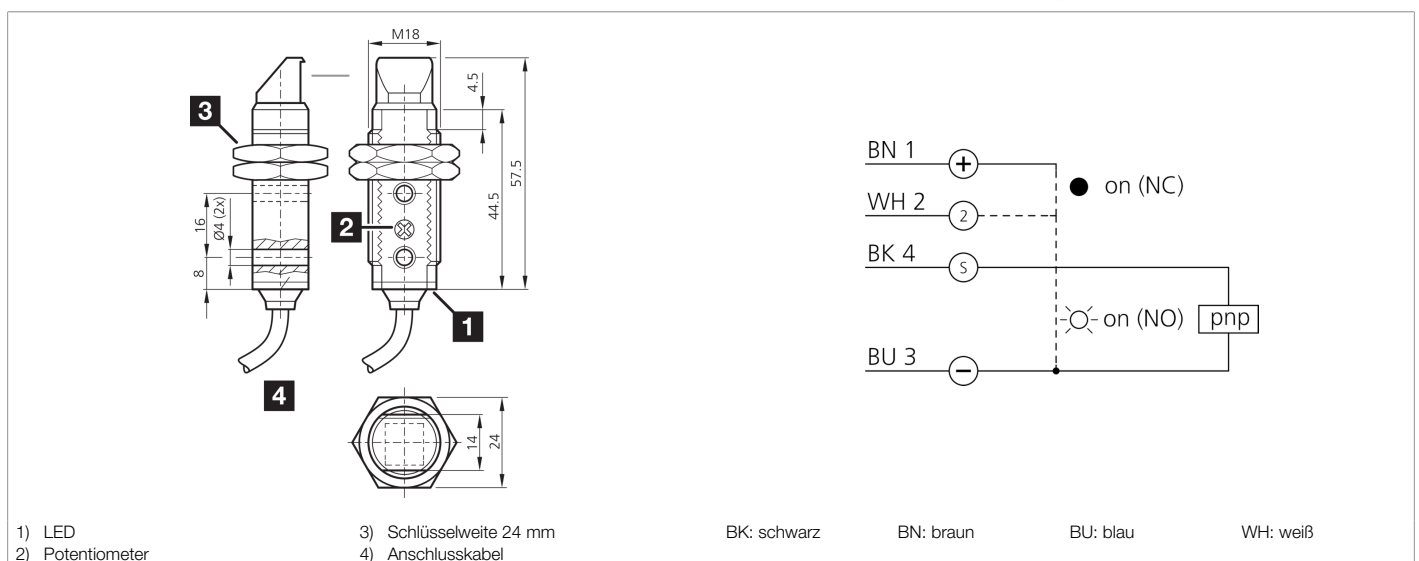 M18
4.5
3
57.5
44.5
16
Ø4 (2x)
2
8
1
4
14
24
BN 1
+
on (NC)
WH 2
2
BK 4
S
on (NO)
pnp
BU 3
−
1) LED
2) Potentiometer
3) Schlüsselweite 24 mm
4) Anschlusskabel
BK: schwarz
BN: braun
BU: blau
WH: weiß